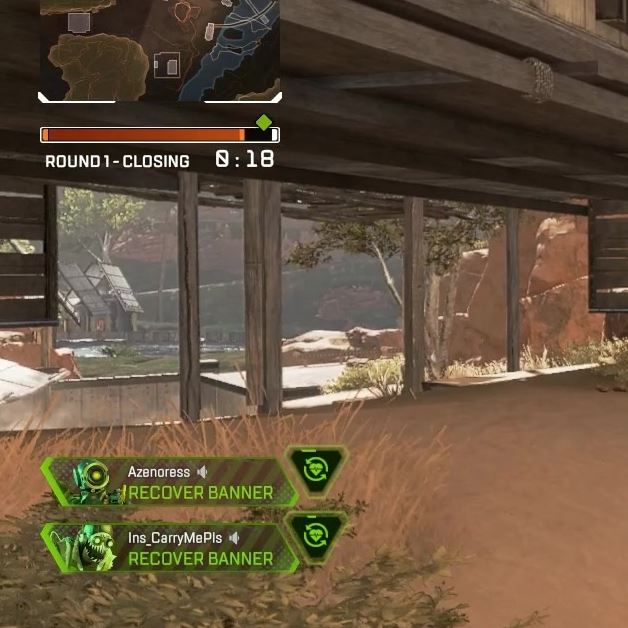 ROUND 1 - CLOSING 0:18
Azenoress
!RECOVER BANNER
Ins_CarryMePls
RECOVER BANNER